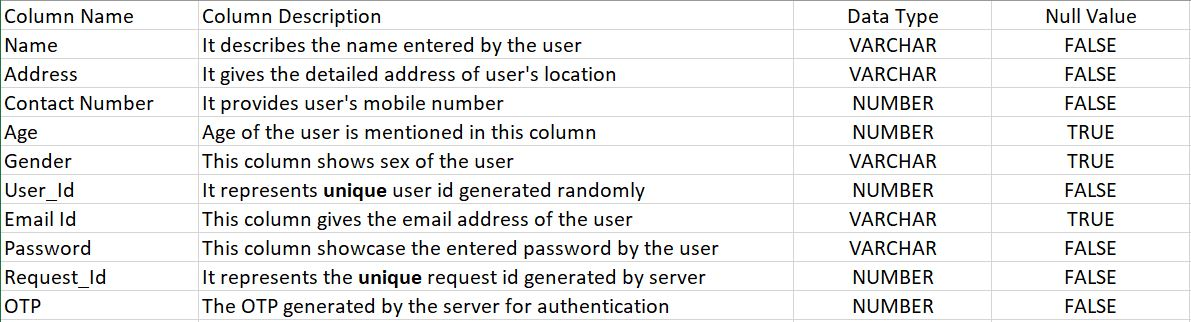 Column Name Column Description Data Type Null Value
Name It describes the name entered by the user VARCHAR FALSE
Address It gives the detailed address of user's location VARCHAR FALSE
Contact Number It provides user's mobile number NUMBER FALSE
Age Age of the user is mentioned in this column NUMBER TRUE
Gender This column shows sex of the user VARCHAR TRUE
User_Id It represents unique user id generated randomly NUMBER FALSE
Email Id This column gives the email address of the user VARCHAR TRUE
Password This column showcase the entered password by the user VARCHAR FALSE
Request_Id It represents the unique request id generated by server NUMBER FALSE
OTP The OTP generated by the server for authentication NUMBER FALSE